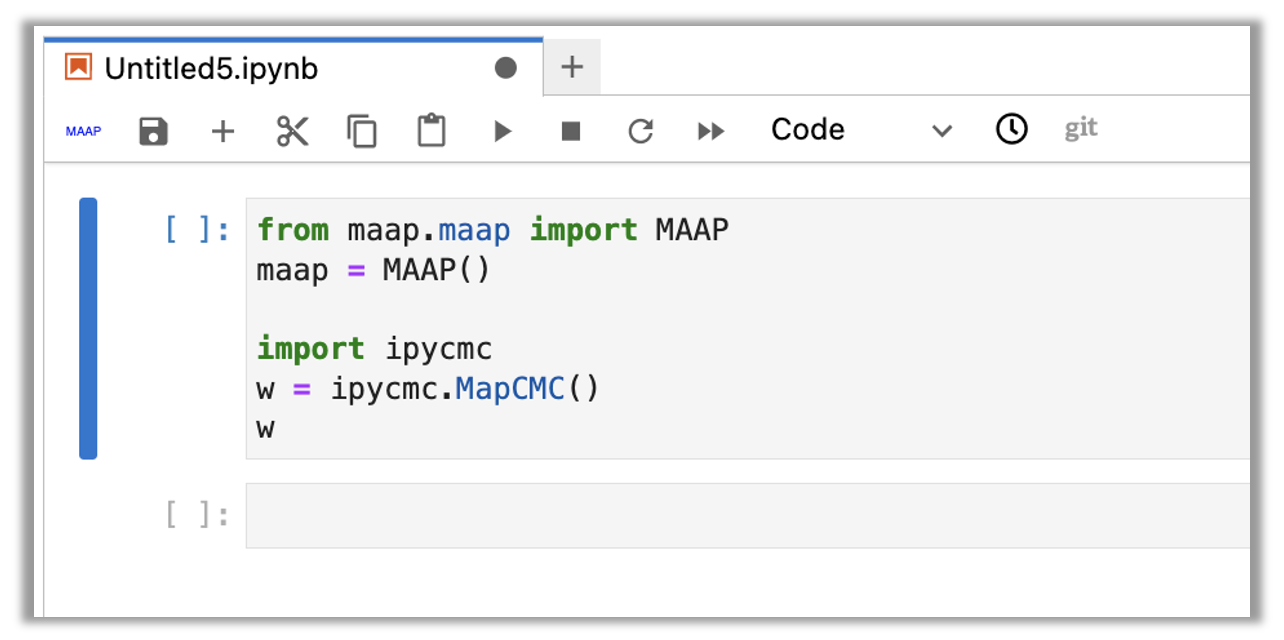 Untitled5.ipynb
MAAP Code git
[ ]: from maap.maap import MAAP
maap = MAAP()
import ipycmc
w = ipycmc.MapCMC()
w
[ ]: